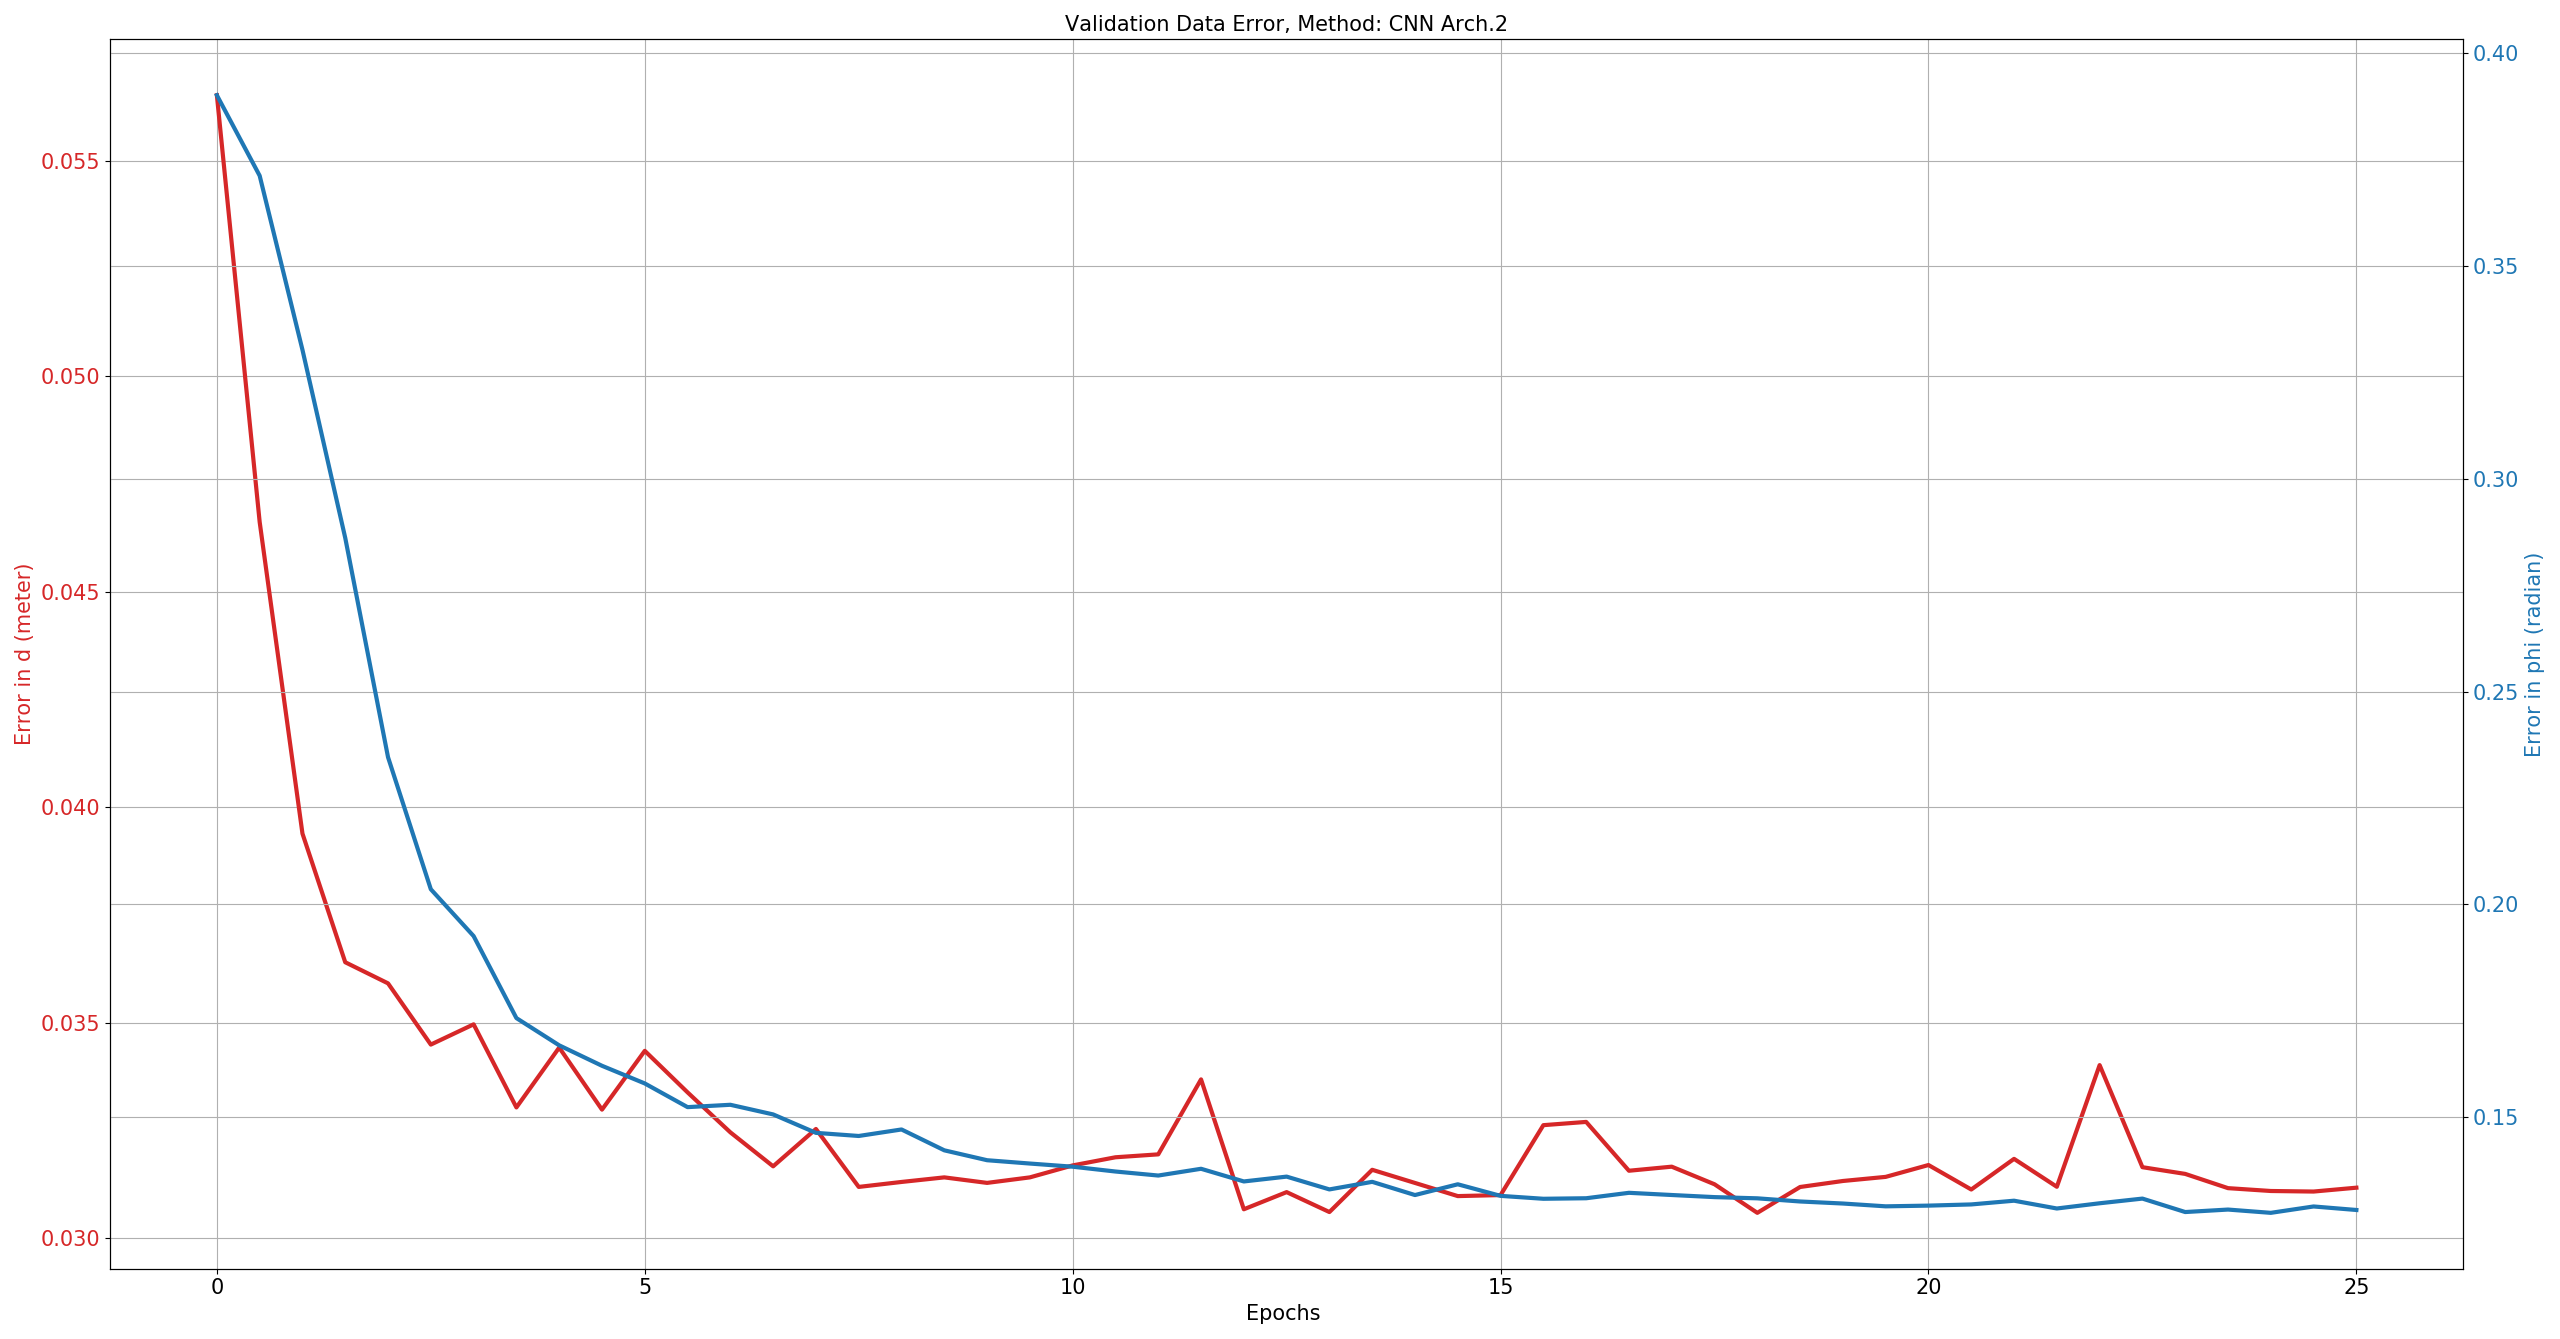 Validation Data Error, Method: CNN Arch.2
Error in d (meter)
0.055
0.050
0.045
0.040
0.035
0.030
0.40
0.35
0.30
0.25
0.20
0.15
Error in phi (radian)
0 5 10 15 20 25
Epochs